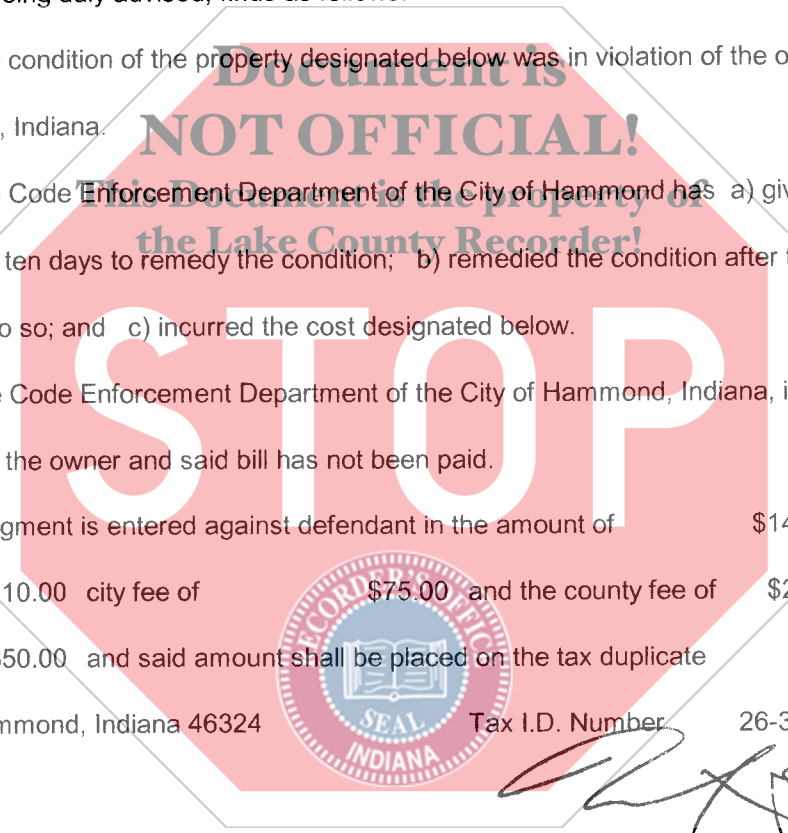 being duly advised, finds as follows:
condition of the property designated below was in violation of the o
Document is
, Indiana.
NOT OFFICIAL!
Code Enforcement Department of the City of Hammond has a) giv
This Document is the property of
the Lake County Recorder!
ten days to remedy the condition; b) remedied the condition after
o so; and c) incurred the cost designated below.
STOP
e Code Enforcement Department of the City of Hammond, Indiana, i
the owner and said bill has not been paid.
gment is entered against defendant in the amount of $14
10.00 city fee of $75.00 and the county fee of $2
50.00 and said amount shall be placed on the tax duplicate
RECORDER'S OFFICE
SEAL
INDIANA
mmond, Indiana 46324 Tax I.D. Number 26-3